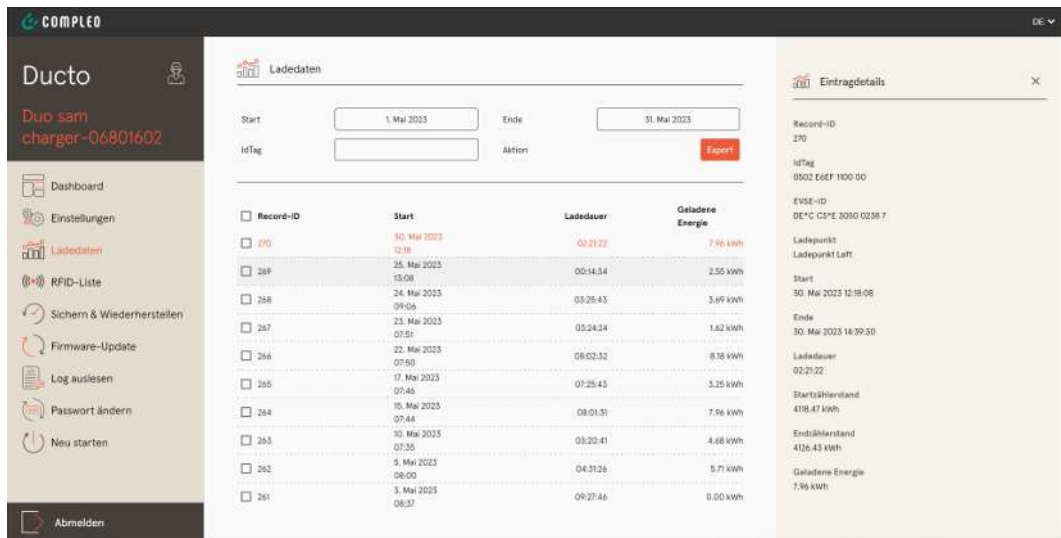 COMPLEO
DE
Ducto
Duo sam
charger-06801602
Dashboard
Einstellungen
Ladedaten
RFID-Liste
Sichern & Wiederherstellen
Firmware-Update
Log auslesen
Passwort ändern
Neu starten
Abmelden
Ladedaten
Start 1. Mai 2023 Ende 31. Mai 2023
IdTag Aktion Export
Record-ID Start Ladedauer Geladene Energie
270 30. Mai 2023 12:18 02:21:22 7.96 kWh
269 25. Mai 2023 13:08 00:14:34 2.55 kWh
268 24. Mai 2023 09:06 03:25:43 3.69 kWh
267 23. Mai 2023 07:51 03:24:24 1.62 kWh
266 22. Mai 2023 07:50 08:02:32 8.18 kWh
265 17. Mai 2023 07:46 07:25:43 3.25 kWh
264 15. Mai 2023 07:44 08:01:31 7.96 kWh
263 10. Mai 2023 07:35 03:20:41 4.68 kWh
262 5. Mai 2023 08:00 04:31:26 5.71 kWh
261 3. Mai 2023 08:37 09:27:46 0.00 kWh
Eintragdetails
Record-ID
270
IdTag
0502 E6EF 1100 00
EVSE-ID
DE*C CS*E 3050 0238 7
Ladepunkt
Ladepunkt Left
Start
30. Mai 2023 12:18:08
Ende
30. Mai 2023 14:39:30
Ladedauer
02:21:22
Startzählerstand
4118.47 kWh
Endzählerstand
4126.43 kWh
Geladene Energie
7.96 kWh